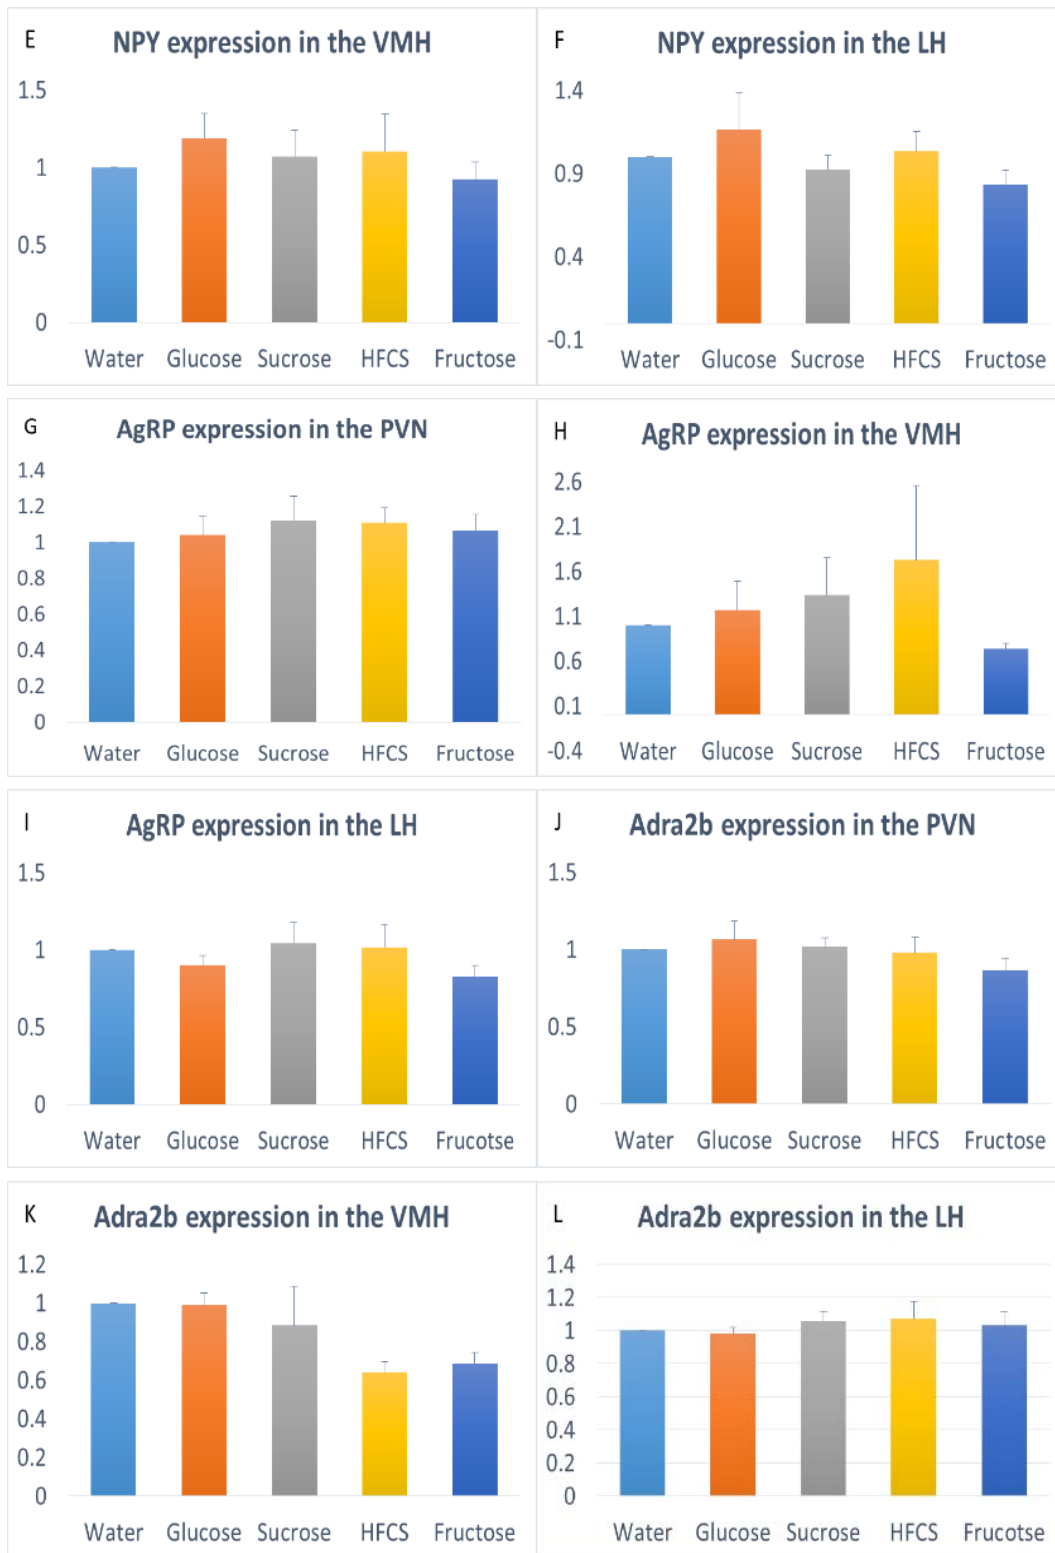 E
NPY expression in the VMH
1.5
1
0.5
0
Water Glucose Sucrose HFCS Fructose
F
NPY expression in the LH
1.4
0.9
0.4
-0.1
Water Glucose Sucrose HFCS Fructose
G
AgRP expression in the PVN
1.4
1.2
1
0.8
0.6
0.4
0.2
0
Water Glucose Sucrose HFCS Fructose
H
AgRP expression in the VMH
2.6
2.1
1.6
1.1
0.6
0.1
-0.4
Water Glucose Sucrose HFCS Fructose
I
AgRP expression in the LH
1.5
1
0.5
0
Water Glucose Sucrose HFCS Frucotse
J
Adra2b expression in the PVN
1.5
1
0.5
0
Water Glucose Sucrose HFCS Fructose
K
Adra2b expression in the VMH
1.2
1
0.8
0.6
0.4
0.2
0
Water Glucose Sucrose HFCS Fructose
L
Adra2b expression in the LH
1.4
1.2
1
0.8
0.6
0.4
0.2
0
Water Glucose Sucrose HFCS Frucotse